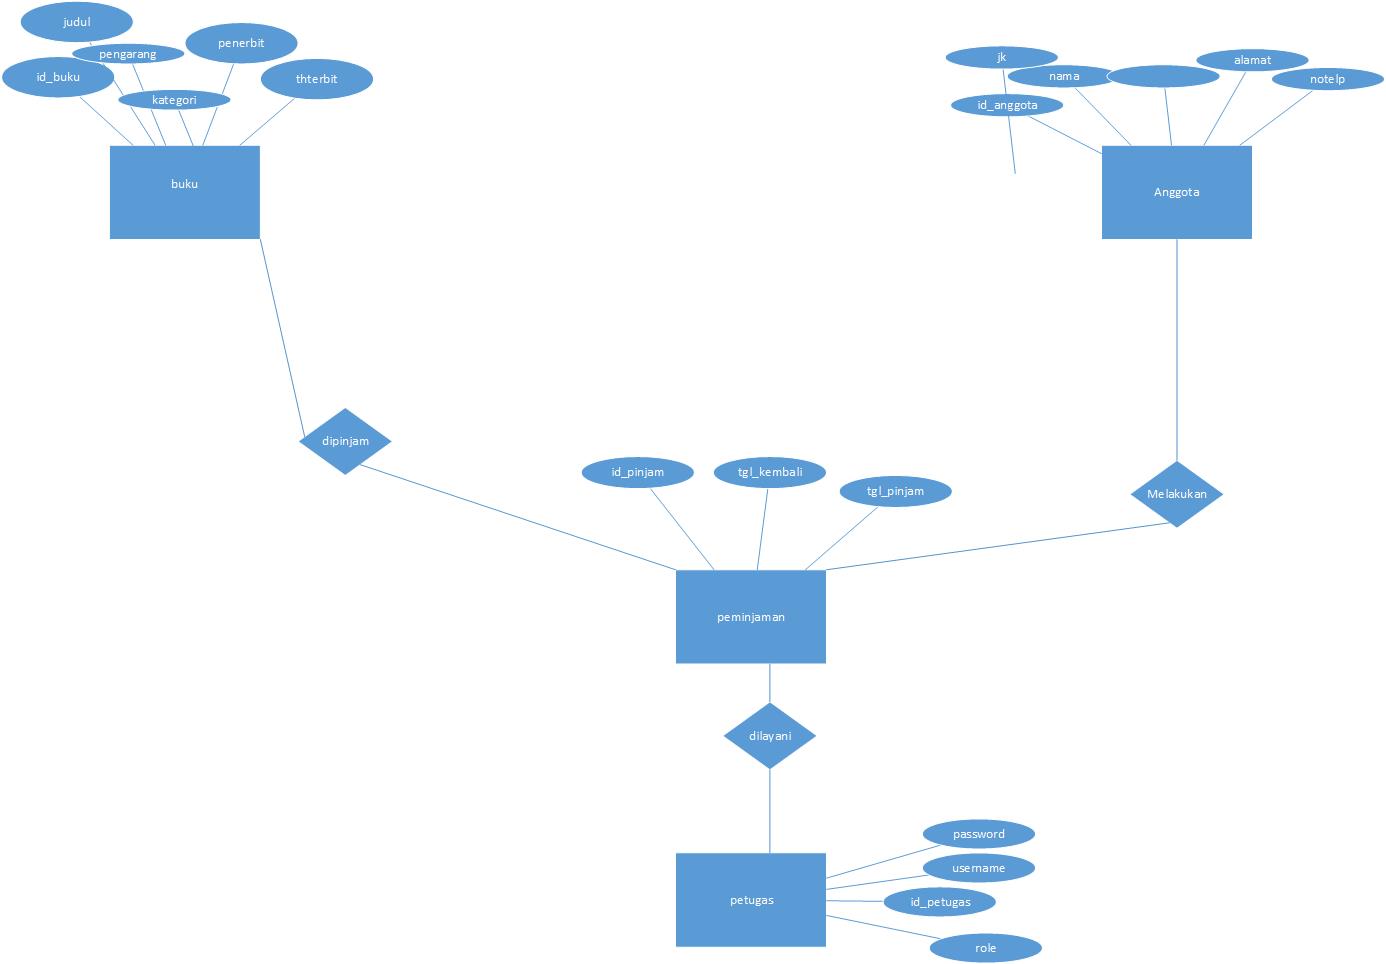 judul
pengarang
penerbit
id_buku
thterbit
kategori
buku
jk
nama
alamat
notelp
id_anggota
Anggota
dipinjam
id_pinjam
tgl_kembali
tgl_pinjam
Melakukan
peminjaman
dilayani
password
username
id_petugas
petugas
role